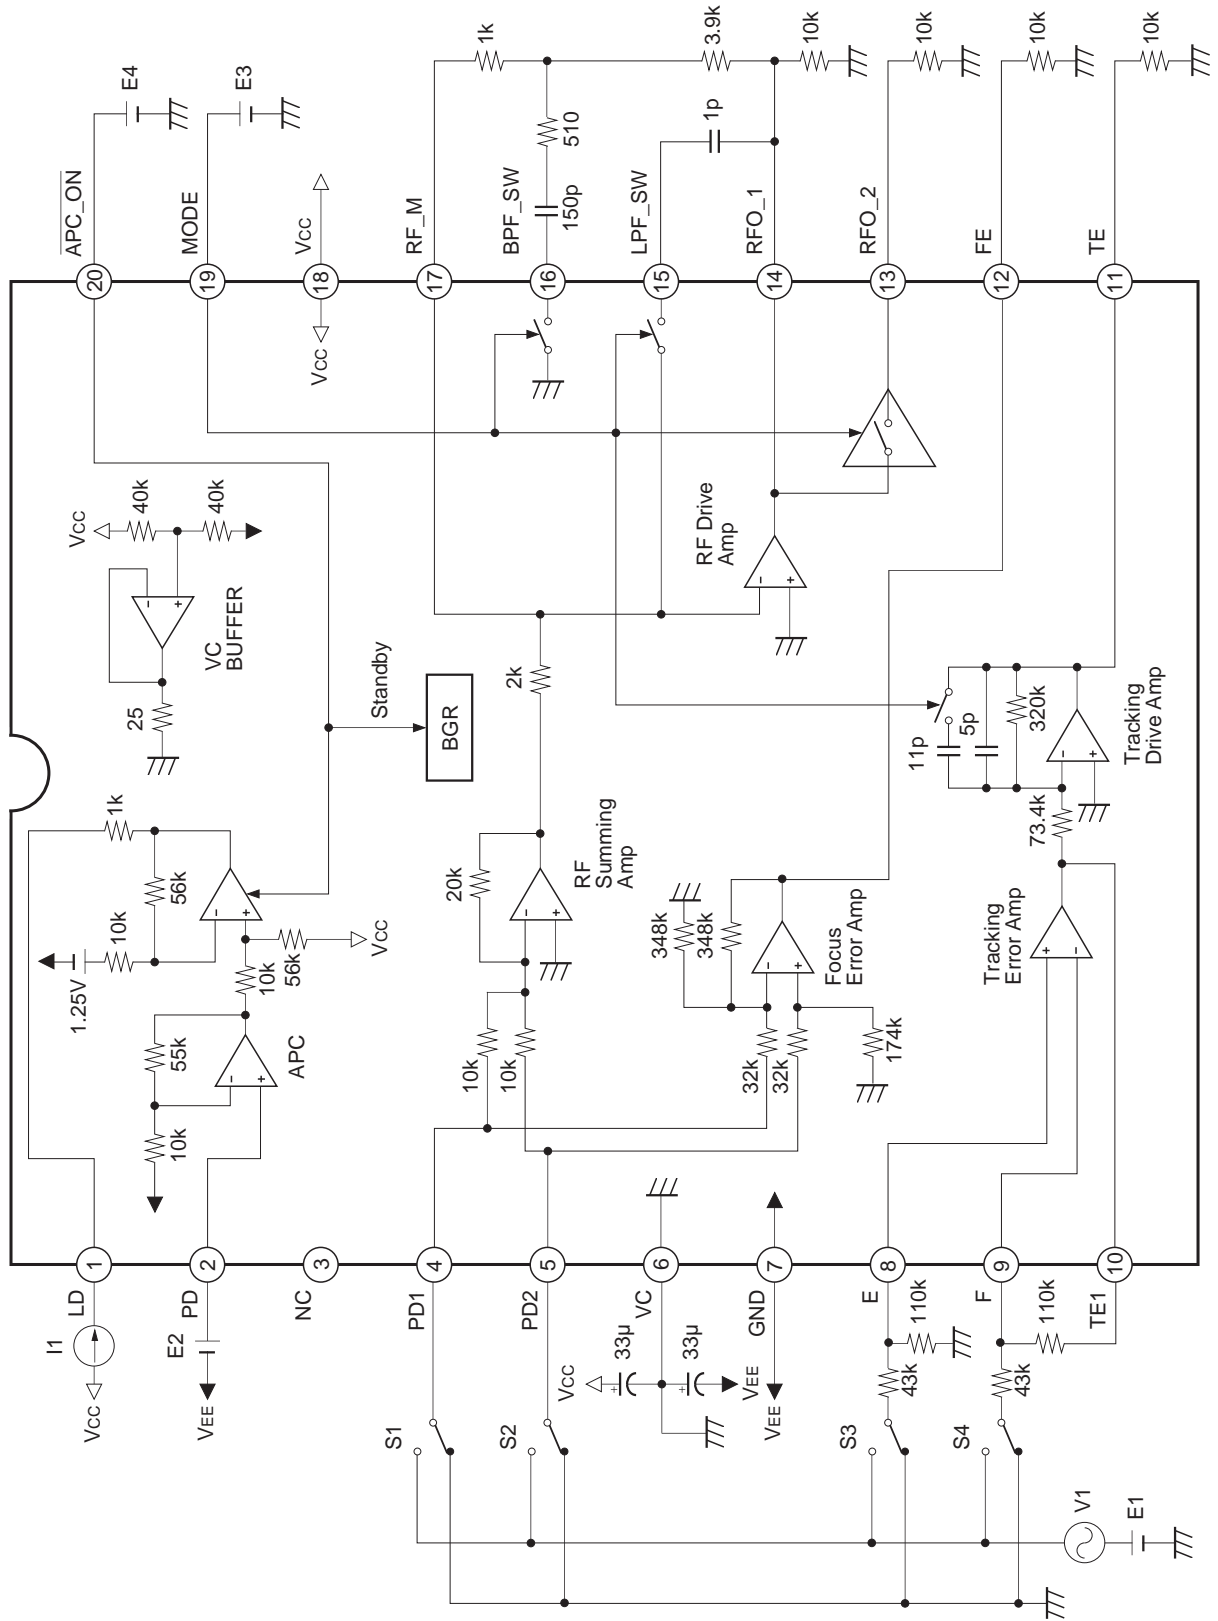 E4
E3
1k
3.9k
10k
10k
10k
10k
510
150p
1p
APC_ON
MODE
VCC
RF_M
BPF_SW
LPF_SW
RFO_1
RFO_2
FE
TE
20
19
18
17
16
15
14
13
12
11
VCC
40k
40k
VCC
VC
BUFFER
25
RF Drive
Amp
Standby
BGR
2k
11p
5p
320k
Tracking
Drive Amp
73.4k
1k
56k
10k
1.25V
10k
56k
VCC
55k
APC
10k
20k
RF
Summing
Amp
10k
10k
348k
348k
Focus
Error Amp
32k
32k
174k
Tracking
Error Amp
1
2
3
4
5
6
7
8
9
10
LD
PD
NC
PD1
PD2
VC
GND
E
F
TE1
I1
E2
VCC
VEE
33µ
33µ
VCC
VEE
VEE
110k
43k
110k
43k
S1
S2
S3
S4
V1
E1